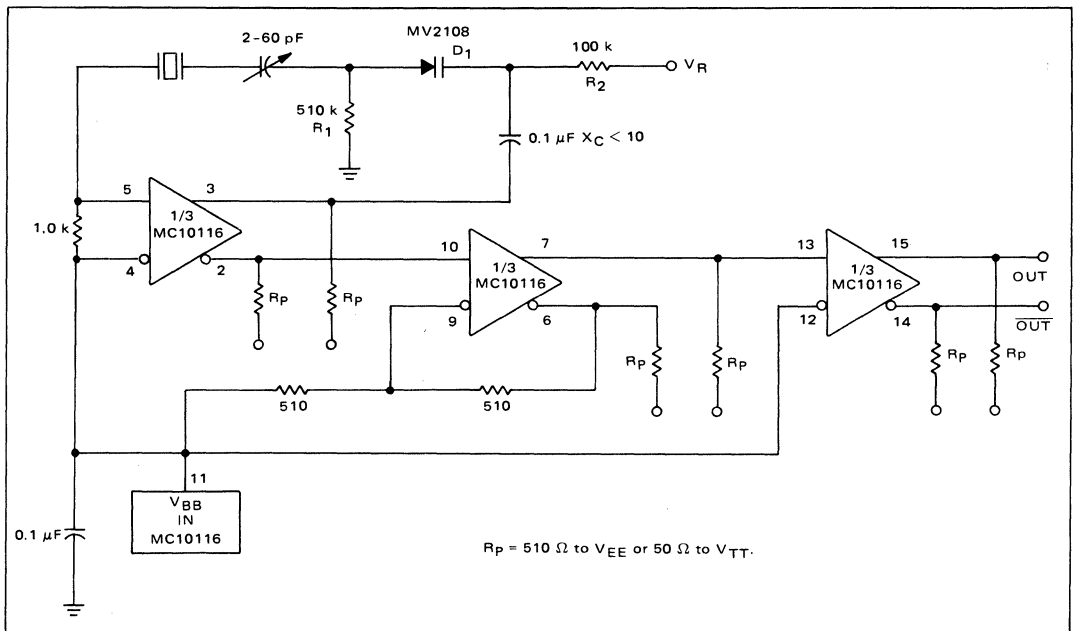 2-60 pF
MV2108
D1
100 k
R2
VR
510 k
R1
0.1 µF XC < 10
5
3
1/3
MC10116
1.0 k
4
2
RP
RP
10
7
1/3
MC10116
9
6
RP
RP
13
15
1/3
MC10116
12
14
OUT
OUT
RP
Rp
510
510
11
VBB
IN
MC10116
0.1 µF
RP = 510 Ω to VEE or 50 Ω to VTT.